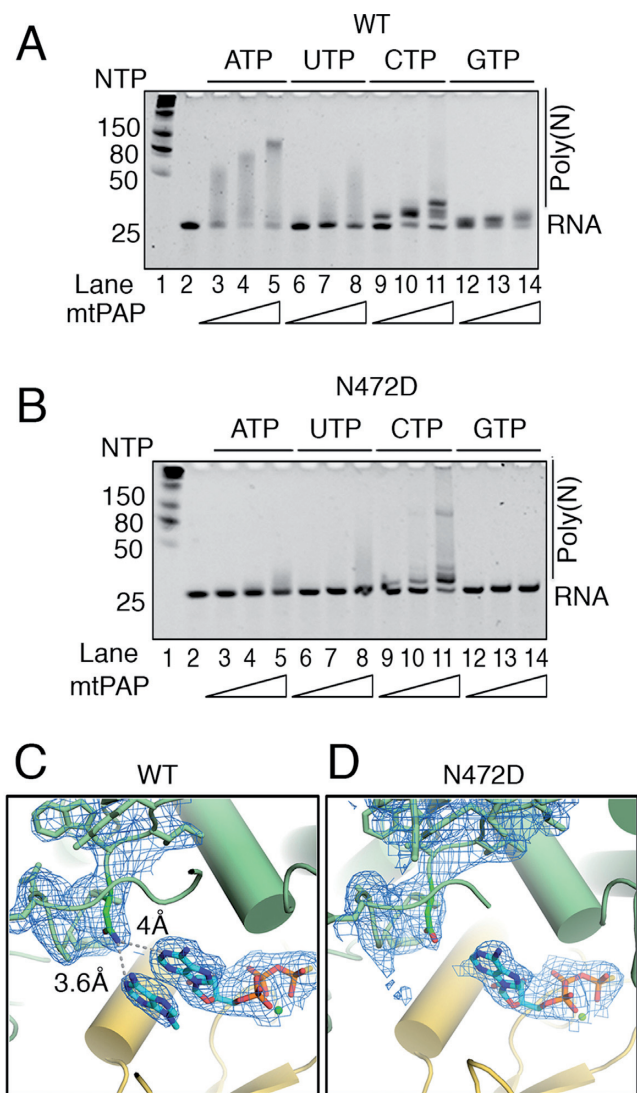 A
WT
NTP ATP UTP CTP GTP
150
80
50
25
Poly(N)
RNA
Lane 1 2 3 4 5 6 7 8 9 10 11 12 13 14
mtPAP
B
N472D
NTP ATP UTP CTP GTP
150
80
50
25
Poly(N)
RNA
Lane 1 2 3 4 5 6 7 8 9 10 11 12 13 14
mtPAP
C WT
4Å
3.6Å
D N472D